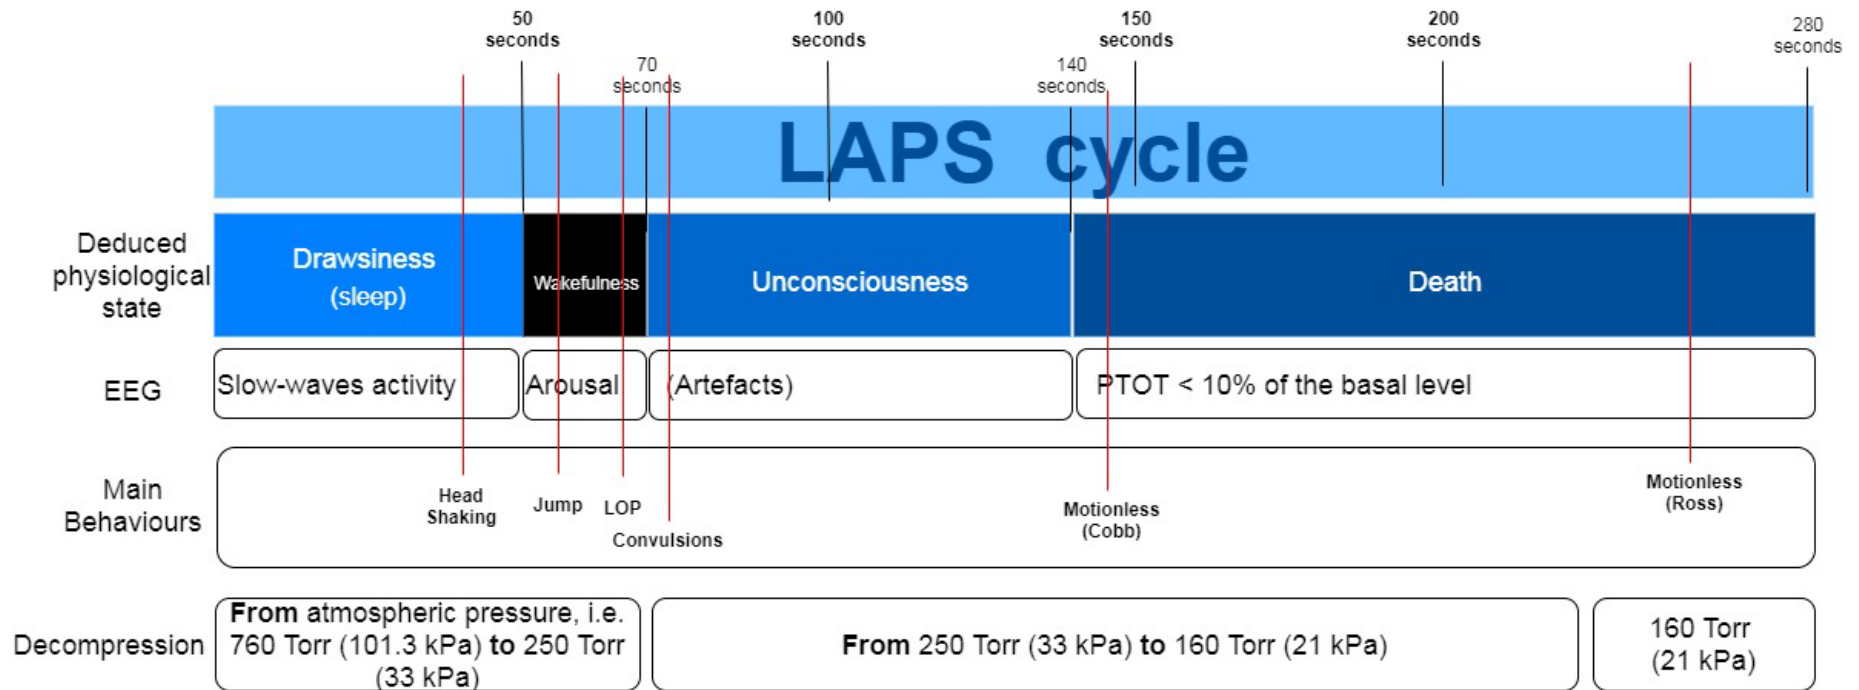 50
seconds
100
seconds
150
seconds
200
seconds
280
seconds
70
seconds
140
seconds
LAPS cycle
Deduced
physiological
state
Drawsiness
(sleep)
Wakefulness
Unconsciousness
Death
EEG
Slow-waves activity
Arousal
(Artefacts)
PTOT < 10% of the basal level
Main
Behaviours
Head
Shaking
Jump
LOP
Convulsions
Motionless
(Cobb)
Motionless
(Ross)
Decompression
From atmospheric pressure, i.e.
760 Torr (101.3 kPa) to 250 Torr
(33 kPa)
From 250 Torr (33 kPa) to 160 Torr (21 kPa)
160 Torr
(21 kPa)